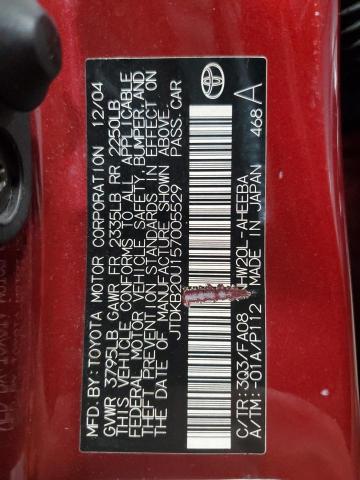 MFD.BY:TOYOTA MOTOR CORPORATION 12/04
GVWR 3795LB GAWR FR 2335LB RR 2250LB
THIS VEHICLE CONFORMS TO ALL APPLICABLE
FEDERAL MOTOR VEHICLE SAFETY, BUMPER, AND
THEFT PREVENTION STANDARDS IN EFFECT ON
THE DATE OF MANUFACTURE SHOWN ABOVE.
JTDKB20U157005529 PASS.CAR
C/TR:3Q3/FA08 HW20L-AHEEBA
A/TM:-01A/P112 MADE IN JAPAN 468 A